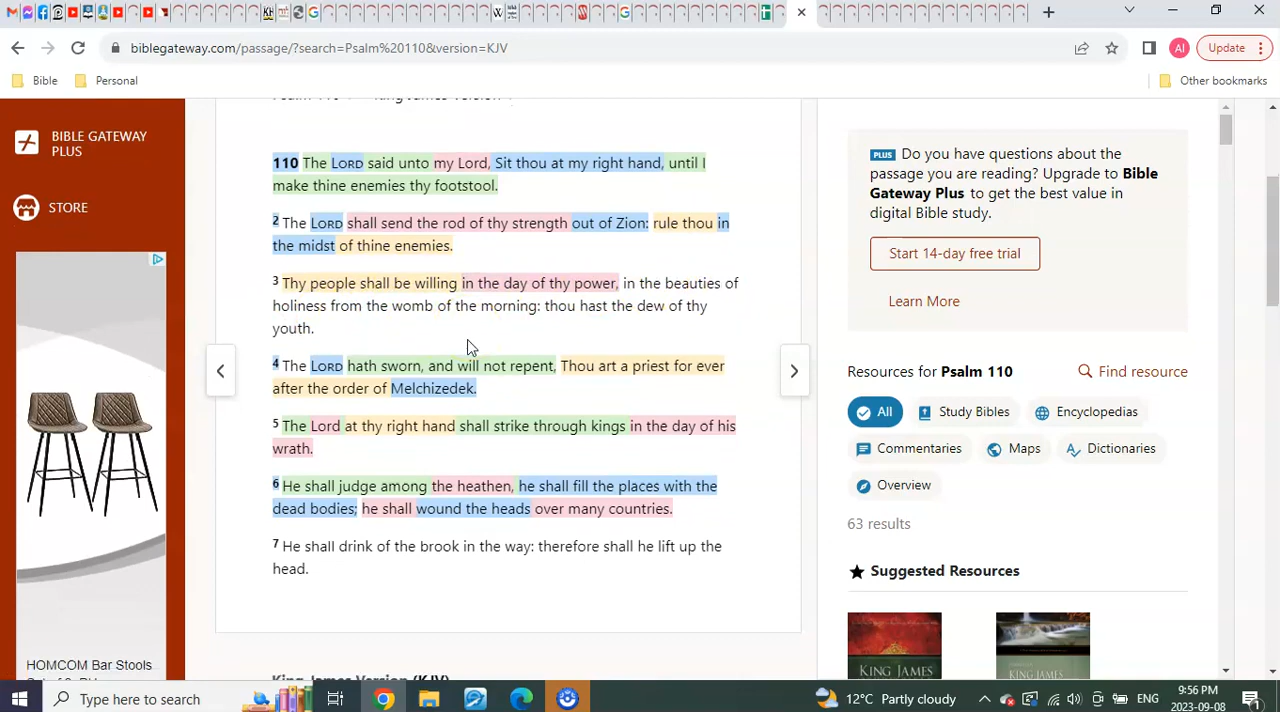 biblegateway.com/passage/?search=Psalm%20110&version=KJV
AI
Update
Bible
Personal
Other bookmarks
BIBLE GATEWAY
PLUS
STORE
HOMCOM Bar Stools
110 The LORD said unto my Lord, Sit thou at my right hand, until I
make thine enemies thy footstool.
2 The LORD shall send the rod of thy strength out of Zion: rule thou in
the midst of thine enemies.
3 Thy people shall be willing in the day of thy power, in the beauties of
holiness from the womb of the morning: thou hast the dew of thy
youth.
4 The LORD hath sworn, and will not repent, Thou art a priest for ever
after the order of Melchizedek.
5 The Lord at thy right hand shall strike through kings in the day of his
wrath.
6 He shall judge among the heathen, he shall fill the places with the
dead bodies; he shall wound the heads over many countries.
7 He shall drink of the brook in the way: therefore shall he lift up the
head.
King James Version (KJV)
PLUS Do you have questions about the
passage you are reading? Upgrade to Bible
Gateway Plus to get the best value in
digital Bible study.
Start 14-day free trial
Learn More
Resources for Psalm 110
Find resource
All
Study Bibles
Encyclopedias
Commentaries
Maps
Dictionaries
Overview
63 results
Suggested Resources
KING JAMES
KING JAMES
Type here to search
12°C Partly cloudy
ENG
9:56 PM
2023-09-08
1